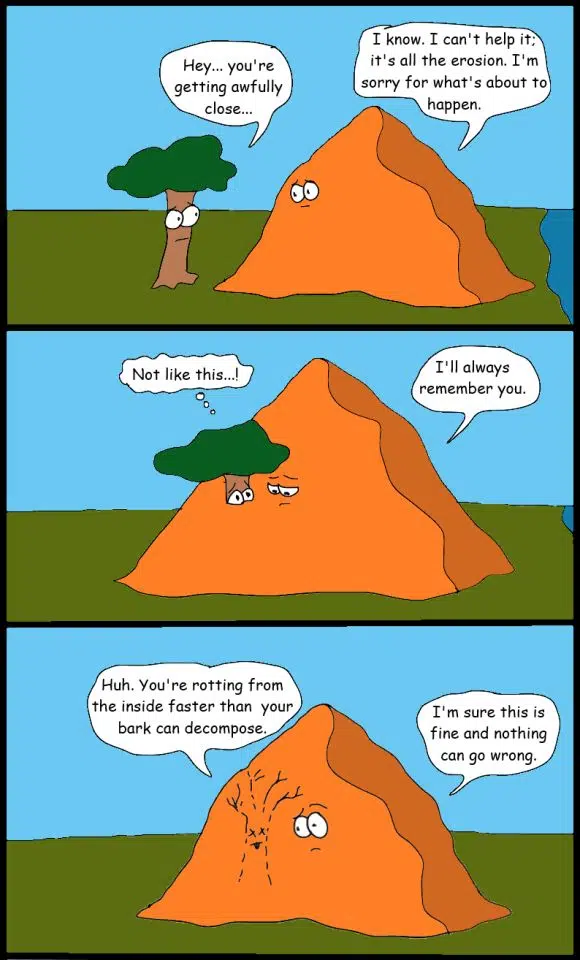 Hey... you're
getting awfully
close...
I know. I can't help it;
it's all the erosion. I'm
sorry for what's about to
happen.
Not like this...!
I'll always
remember you.
Huh. You're rotting from
the inside faster than your
bark can decompose.
I'm sure this is
fine and nothing
can go wrong.